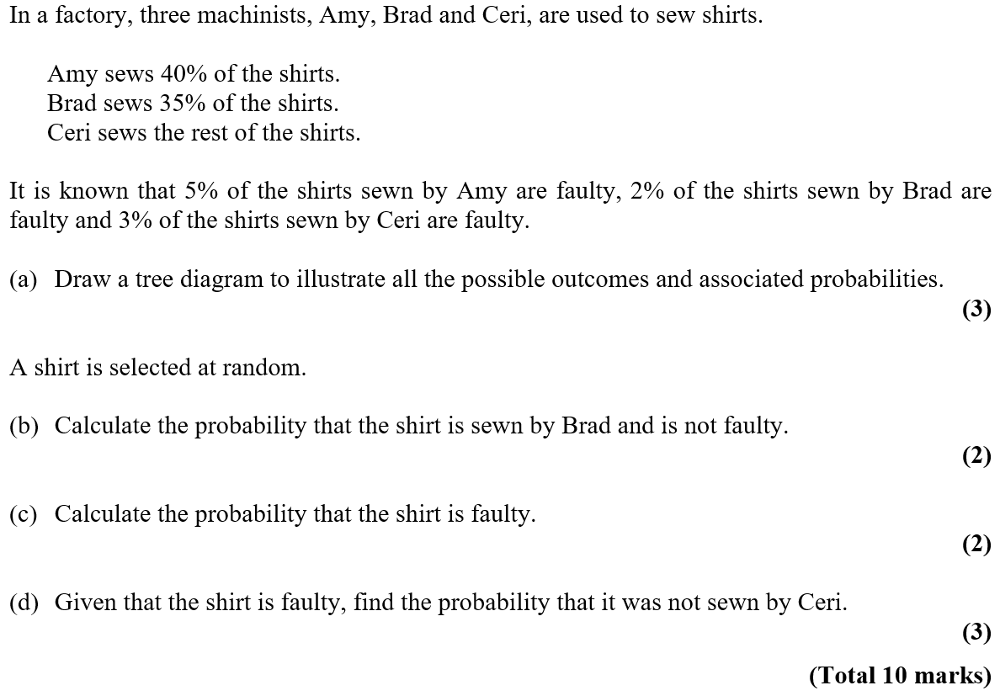 In a factory, three machinists, Amy, Brad and Ceri, are used to sew shirts.
Amy sews 40% of the shirts.
Brad sews 35% of the shirts.
Ceri sews the rest of the shirts.
It is known that 5% of the shirts sewn by Amy are faulty, 2% of the shirts sewn by Brad are
faulty and 3% of the shirts sewn by Ceri are faulty.
(a) Draw a tree diagram to illustrate all the possible outcomes and associated probabilities.
(3)
A shirt is selected at random.
(b) Calculate the probability that the shirt is sewn by Brad and is not faulty.
(2)
(c) Calculate the probability that the shirt is faulty.
(2)
(d) Given that the shirt is faulty, find the probability that it was not sewn by Ceri.
(3)
(Total 10 marks)